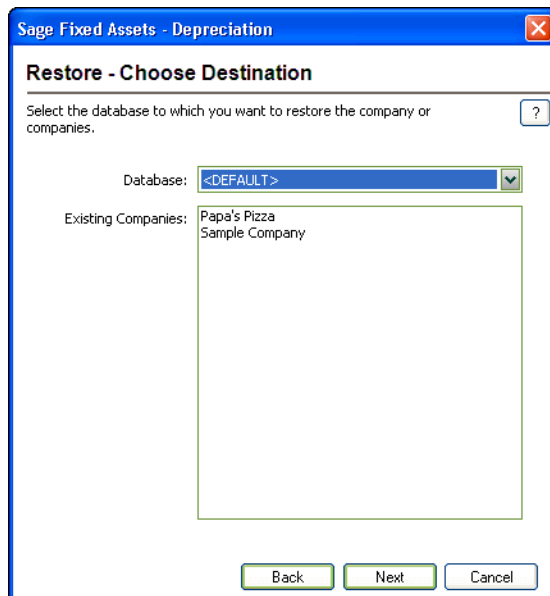 Sage Fixed Assets - Depreciation
Restore - Choose Destination
Select the database to which you want to restore the company or
companies.
?
Database: <DEFAULT>
Existing Companies: Papa's Pizza
Sample Company
Back Next Cancel